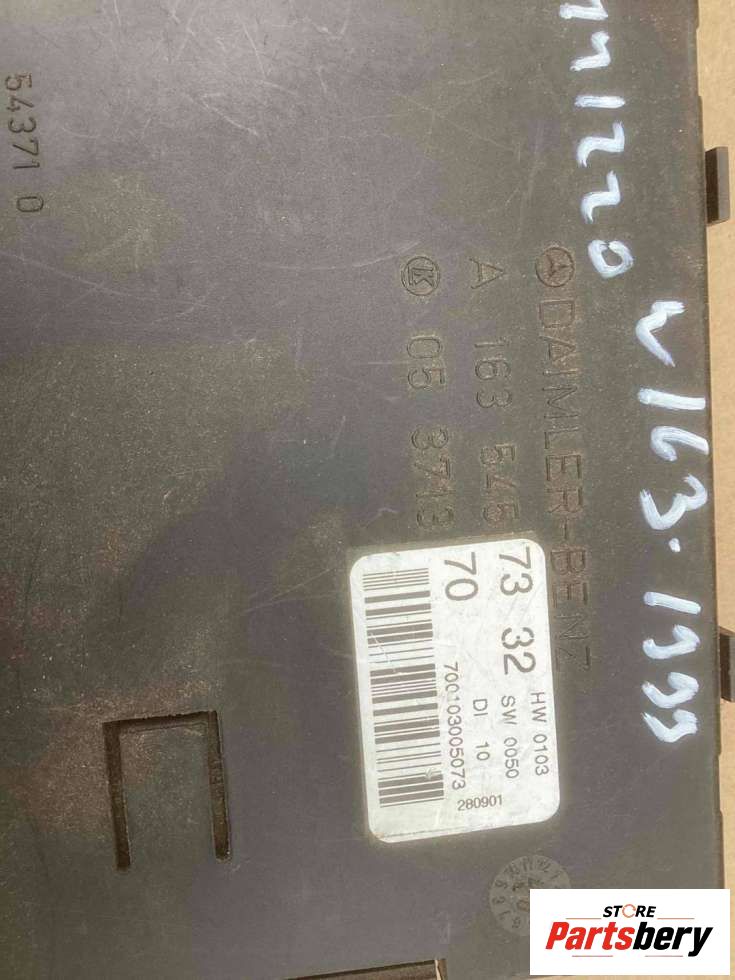 W163. 1999
DAIMLER-BENZ
A 163 545 73 32
05 3713 70
HW 0103
SW 0050
DI 10
700103005073
280901
54371 0
STORE
Partsbery